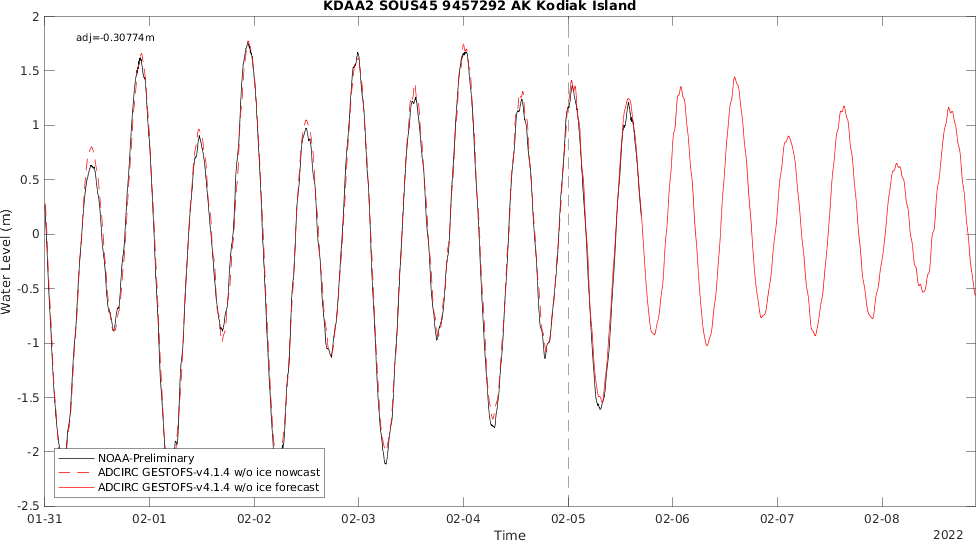 KDAA2 SOUS45 9457292 AK Kodiak Island
adj=-0.30774m
Water Level (m)
2
1.5
1
0.5
0
-0.5
-1
-1.5
-2
-2.5
NOAA-Preliminary
ADCIRC GESTOFS-v4.1.4 w/o ice nowcast
ADCIRC GESTOFS-v4.1.4 w/o ice forecast
01-31 02-01 02-02 02-03 02-04 02-05 02-06 02-07 02-08
Time
2022